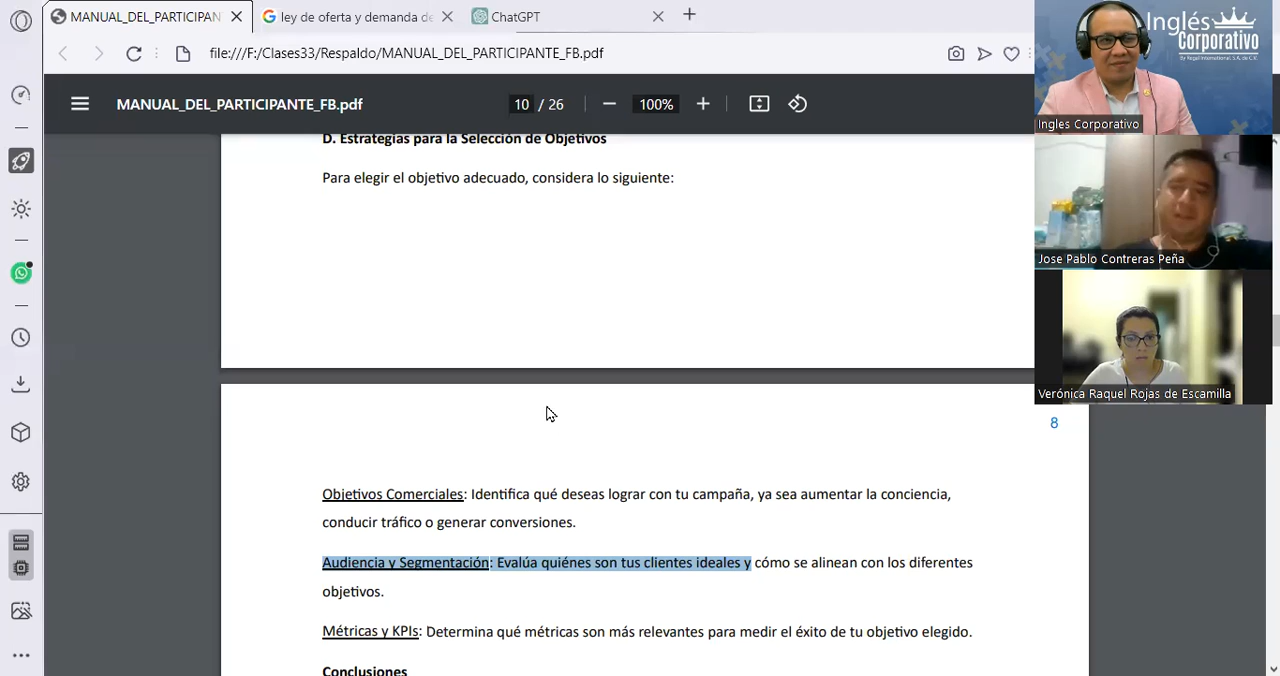 MANUAL_DEL_PARTICIPAN
ley de oferta y demanda de
ChatGPT
file:///F:/Clases33/Respaldo/MANUAL_DEL_PARTICIPANTE_FB.pdf
MANUAL_DEL_PARTICIPANTE_FB.pdf
10 / 26
100%
Inglés
Corporativo
By Regal International, S.A. de C.V.
Ingles Corporativo
D. Estrategias para la Selección de Objetivos
Para elegir el objetivo adecuado, considera lo siguiente:
Jose Pablo Contreras Peña
Verónica Raquel Rojas de Escamilla
8
Objetivos Comerciales: Identifica qué deseas lograr con tu campaña, ya sea aumentar la conciencia,
conducir tráfico o generar conversiones.
Audiencia y Segmentación: Evalúa quiénes son tus clientes ideales y cómo se alinean con los diferentes
objetivos.
Métricas y KPIs: Determina qué métricas son más relevantes para medir el éxito de tu objetivo elegido.
Conclusiones